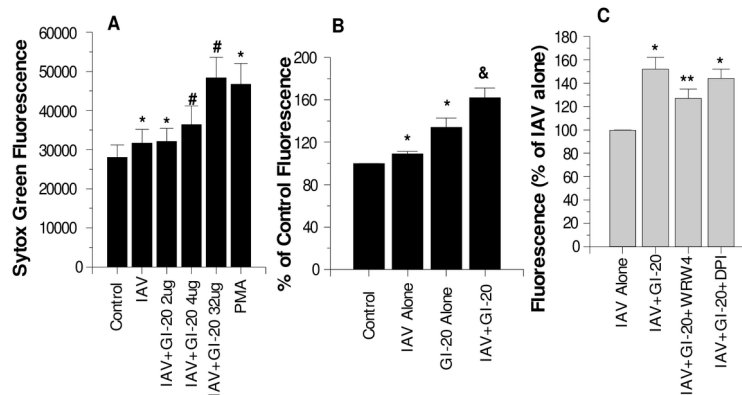 A
Sytox Green Fluorescence
60000
50000
40000
30000
20000
10000
0
*
*
#
#
*
Control
IAV
IAV+GI-20 2ug
IAV+GI-20 4ug
IAV+GI-20 32ug
PMA
B
% of Control Fluorescence
200
160
120
80
40
0
*
*
&
Control
IAV Alone
GI-20 Alone
IAV+GI-20
C
Fluorescence (% of IAV alone)
180
160
140
120
100
80
60
40
20
0
*
**
*
IAV Alone
IAV+GI-20
IAV+GI-20+WRW4
IAV+GI-20+DPI